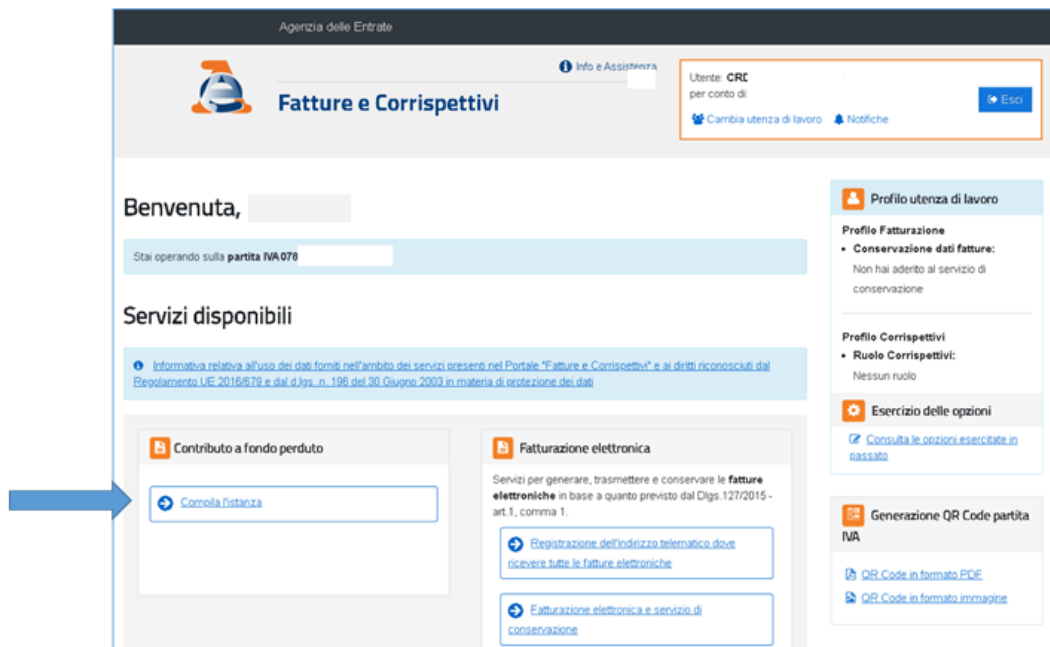 Agenzia delle Entrate
Info e Assistenza
Fatture e Corrispettivi
Utente: CRD
per conto di:
Cambia utenza di lavoro Notifiche
Esci
Benvenuta,
Stai operando sulla partita IVA 078
Servizi disponibili
Informativa relativa all'uso dei dati forniti nell'ambito dei servizi presenti nel Portale "Fatture e Corrispettivi" e ai diritti riconosciuti dal
Regolamento UE 2016/679 e dal d.lgs. n. 196 del 30 Giugno 2003 in materia di protezione dei dati
Contributo a fondo perduto
Compila l'istanza
Fatturazione elettronica
Servizi per generare, trasmettere e conservare le fatture
elettroniche in base a quanto previsto dal Dlgs.127/2015 -
art.1, comma 1.
Registrazione dell'indirizzo telematico dove
ricevere tutte le fatture elettroniche
Fatturazione elettronica e servizio di
conservazione
Profilo utenza di lavoro
Profilo Fatturazione
• Conservazione dati fatture:
Non hai aderito al servizio di
conservazione
Profilo Corrispettivi
• Ruolo Corrispettivi:
Nessun ruolo
Esercizio delle opzioni
Consulta le opzioni esercitate in
passato
Generazione QR Code partita
IVA
QR Code in formato PDF
QR Code in formato immagine